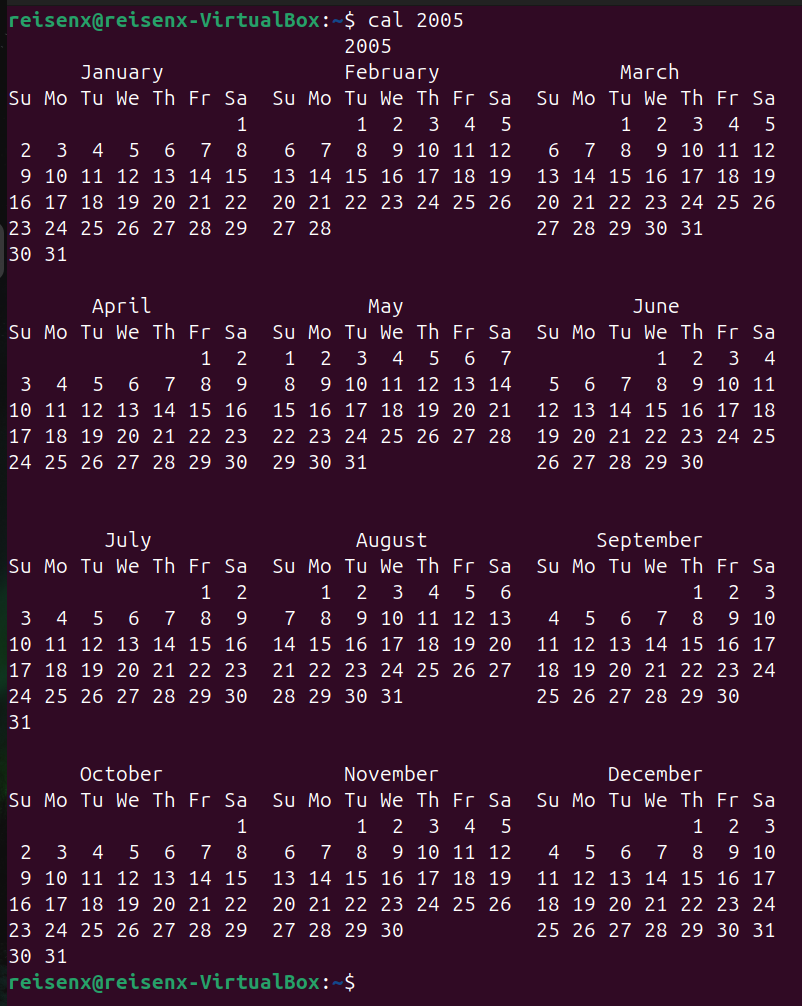 reisenx@reisenx-VirtualBox:~$ cal 2005
                            2005
      January               February               March
Su Mo Tu We Th Fr Sa  Su Mo Tu We Th Fr Sa  Su Mo Tu We Th Fr Sa
                   1         1  2  3  4  5         1  2  3  4  5
 2  3  4  5  6  7  8   6  7  8  9 10 11 12   6  7  8  9 10 11 12
 9 10 11 12 13 14 15  13 14 15 16 17 18 19  13 14 15 16 17 18 19
16 17 18 19 20 21 22  20 21 22 23 24 25 26  20 21 22 23 24 25 26
23 24 25 26 27 28 29  27 28                 27 28 29 30 31
30 31

       April                  May                   June
Su Mo Tu We Th Fr Sa  Su Mo Tu We Th Fr Sa  Su Mo Tu We Th Fr Sa
                1  2   1  2  3  4  5  6  7            1  2  3  4
 3  4  5  6  7  8  9   8  9 10 11 12 13 14   5  6  7  8  9 10 11
10 11 12 13 14 15 16  15 16 17 18 19 20 21  12 13 14 15 16 17 18
17 18 19 20 21 22 23  22 23 24 25 26 27 28  19 20 21 22 23 24 25
24 25 26 27 28 29 30  29 30 31              26 27 28 29 30

        July                 August              September
Su Mo Tu We Th Fr Sa  Su Mo Tu We Th Fr Sa  Su Mo Tu We Th Fr Sa
                1  2      1  2  3  4  5  6               1  2  3
 3  4  5  6  7  8  9   7  8  9 10 11 12 13   4  5  6  7  8  9 10
10 11 12 13 14 15 16  14 15 16 17 18 19 20  11 12 13 14 15 16 17
17 18 19 20 21 22 23  21 22 23 24 25 26 27  18 19 20 21 22 23 24
24 25 26 27 28 29 30  28 29 30 31           25 26 27 28 29 30
31

      October               November              December
Su Mo Tu We Th Fr Sa  Su Mo Tu We Th Fr Sa  Su Mo Tu We Th Fr Sa
                   1         1  2  3  4  5               1  2  3
 2  3  4  5  6  7  8   6  7  8  9 10 11 12   4  5  6  7  8  9 10
 9 10 11 12 13 14 15  13 14 15 16 17 18 19  11 12 13 14 15 16 17
16 17 18 19 20 21 22  20 21 22 23 24 25 26  18 19 20 21 22 23 24
23 24 25 26 27 28 29  27 28 29 30           25 26 27 28 29 30 31
30 31
reisenx@reisenx-VirtualBox:~$